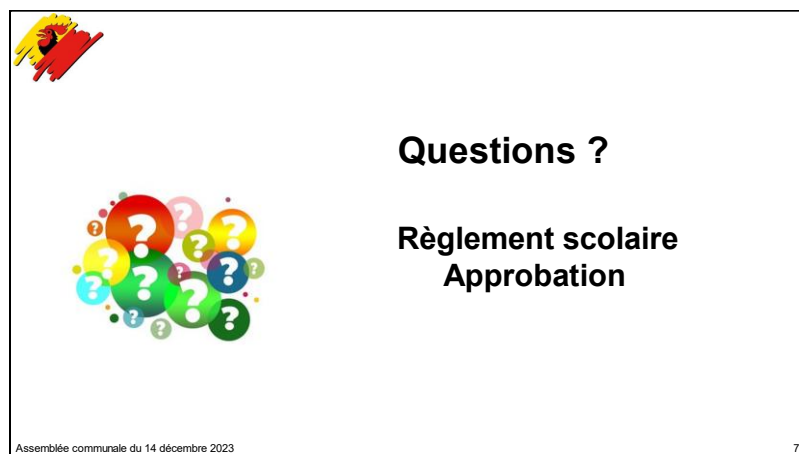 Questions ?
Règlement scolaire
Approbation
? ? ? ? ? ? ? ? ? ? ? ? ?
Assemblée communale du 14 décembre 2023
7